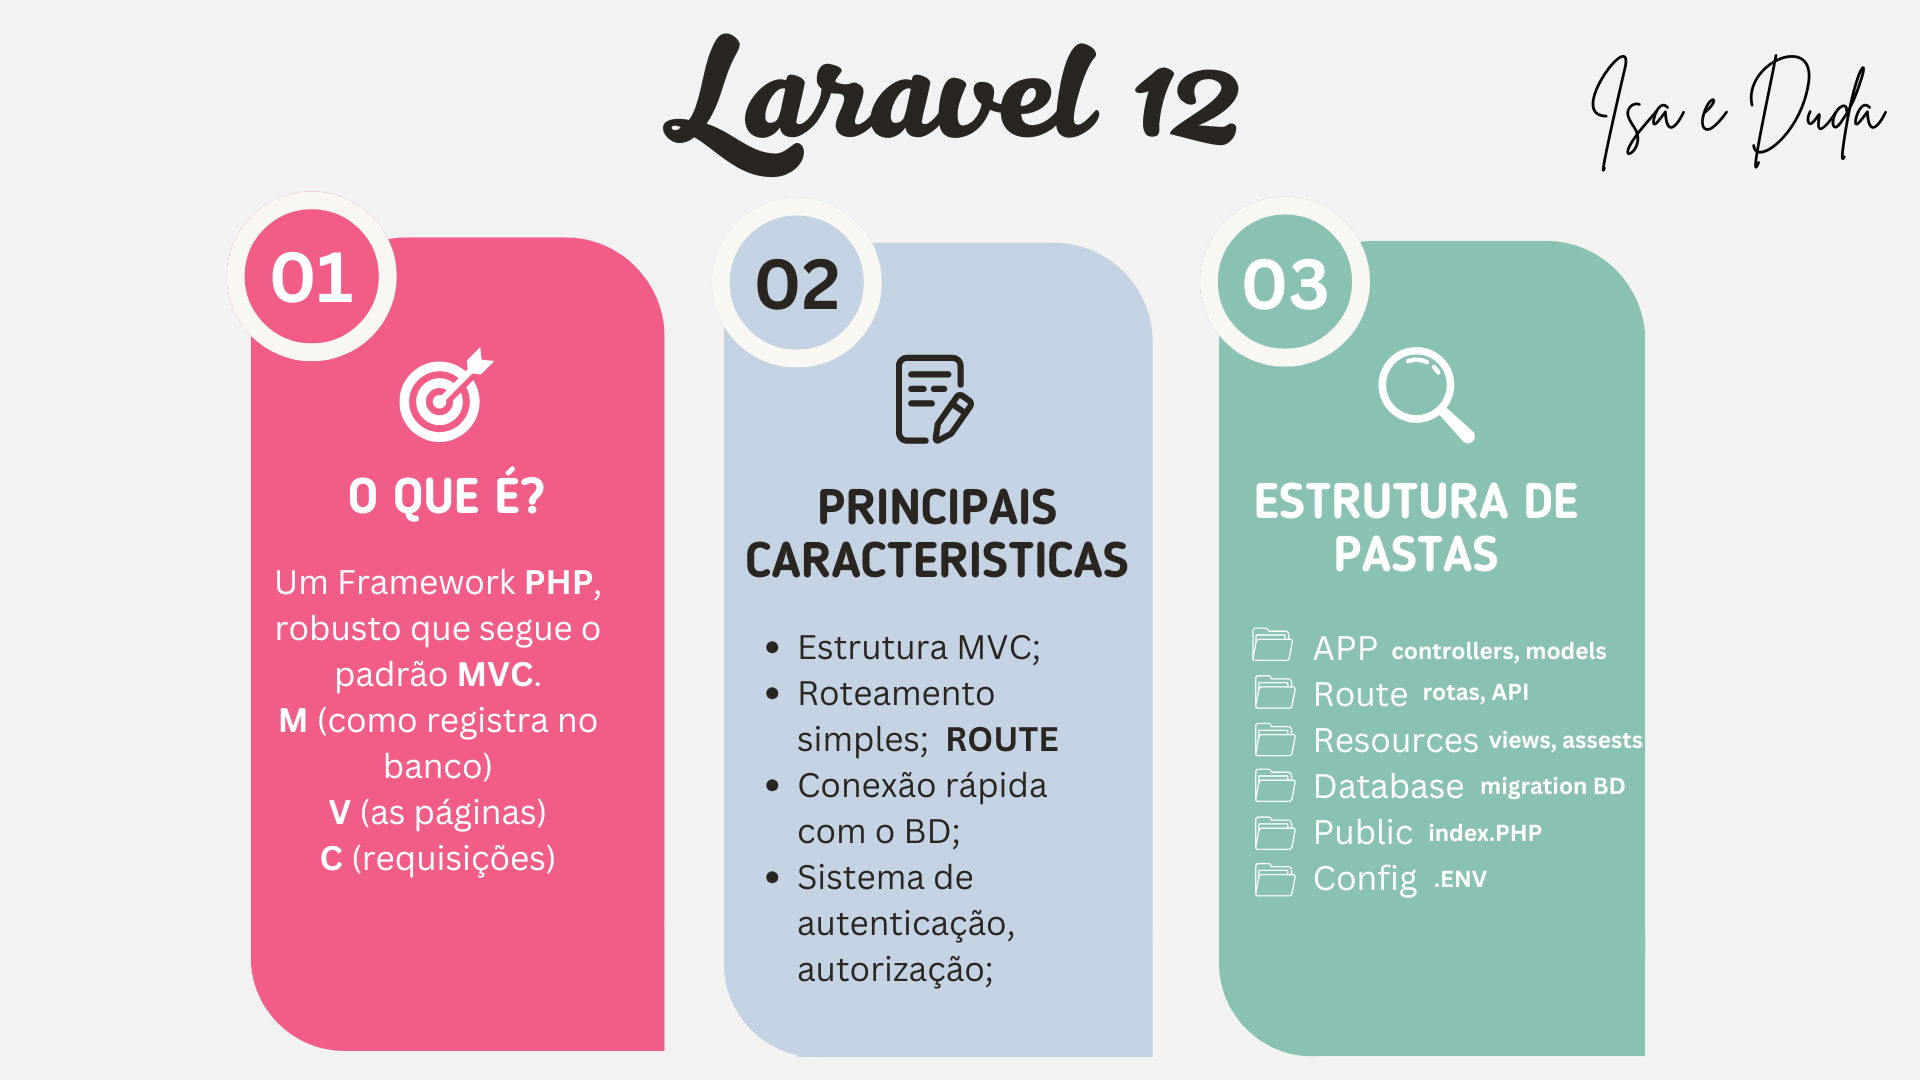 Laravel 12
Isa e Duda
01
O QUE É?
Um Framework PHP,
robusto que segue o
padrão MVC.
M (como registra no
banco)
V (as páginas)
C (requisições)
02
PRINCIPAIS
CARACTERISTICAS
• Estrutura MVC;
• Roteamento
simples; ROUTE
• Conexão rápida
com o BD;
• Sistema de
autenticação,
autorização;
03
ESTRUTURA DE
PASTAS
APP controllers, models
Route rotas, API
Resources views, assests
Database migration BD
Public index.PHP
Config .ENV